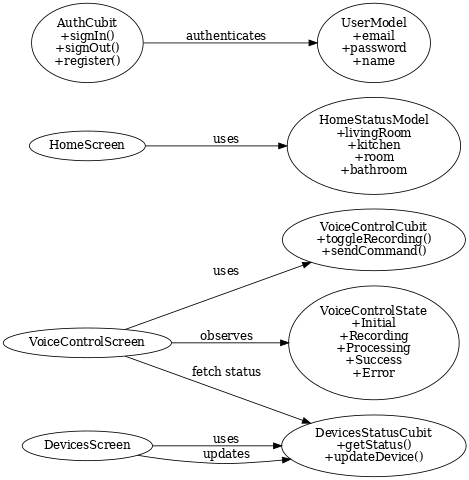 AuthCubit
+signIn()
+signOut()
+register()
authenticates
UserModel
+email
+password
+name
HomeScreen
uses
HomeStatusModel
+livingRoom
+kitchen
+room
+bathroom
VoiceControlCubit
+toggleRecording()
+sendCommand()
uses
VoiceControlScreen
observes
VoiceControlState
+Initial
+Recording
+Processing
+Success
+Error
fetch status
DevicesScreen
uses
updates
DevicesStatusCubit
+getStatus()
+updateDevice()